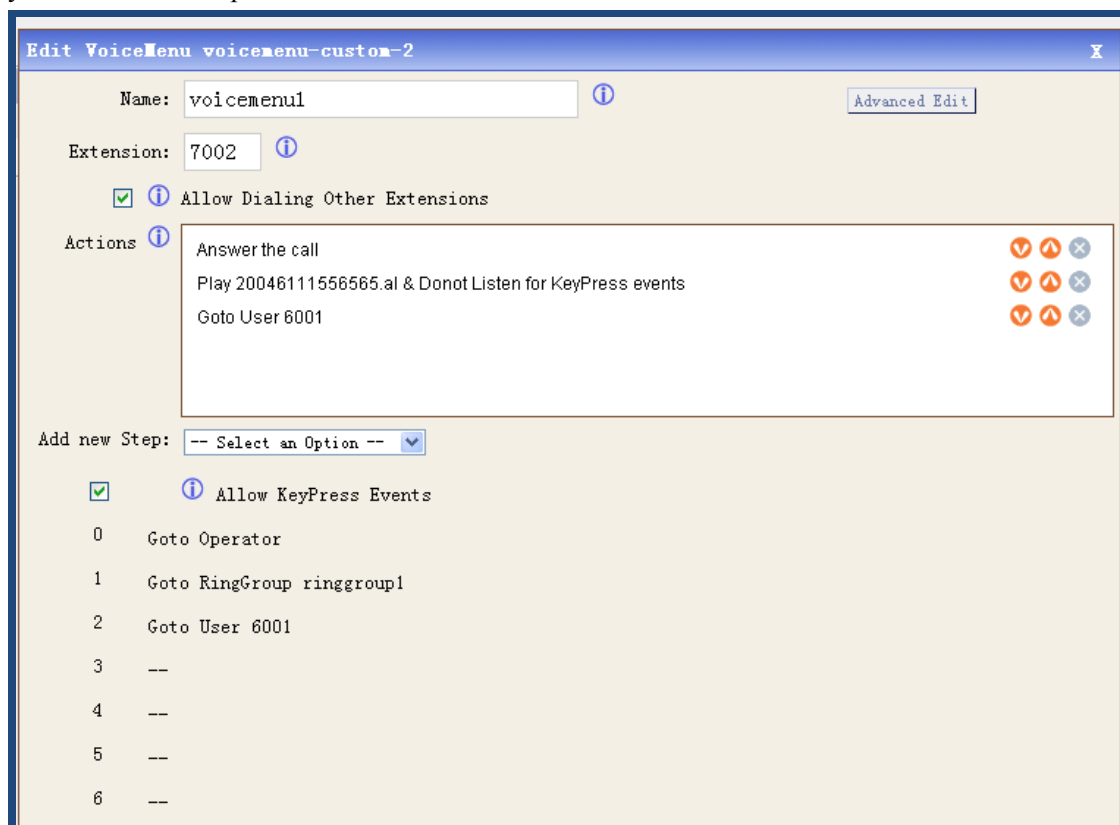 Edit VoiceMenu voicemenu-custom-2 X
Name: voicemenu1 Advanced Edit
Extension: 7002
Allow Dialing Other Extensions
Actions
Answer the call
Play 20046111556565.al & Donot Listen for KeyPress events
Goto User 6001
Add new Step: -- Select an Option --
Allow KeyPress Events
0 Goto Operator
1 Goto RingGroup ringgroup1
2 Goto User 6001
3 --
4 --
5 --
6 --